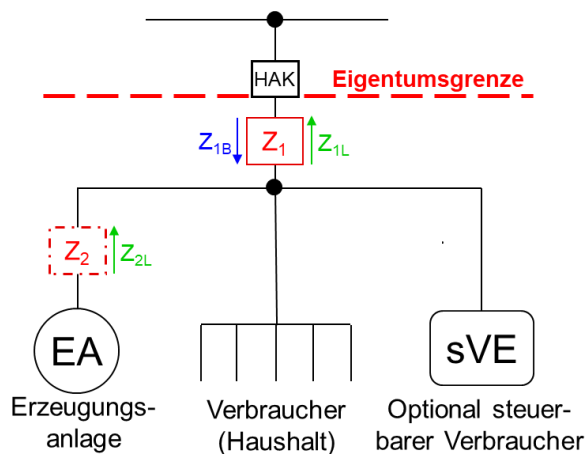 HAK
Eigentumsgrenze
Z1B
Z1
Z1L
Z2
Z2L
EA
sVE
Erzeugungs-
anlage
Verbraucher
(Haushalt)
Optional steuer-
barer Verbraucher